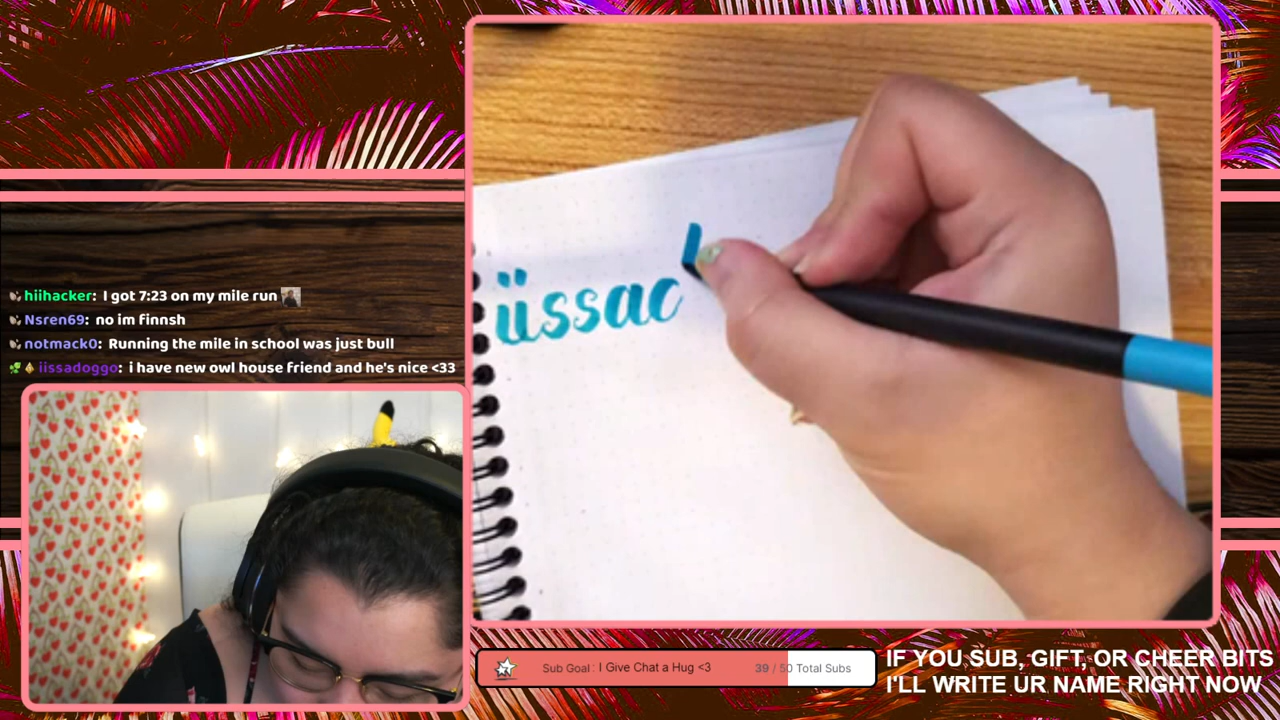 hiihacker: I got 7:23 on my mile run
Nsren69: no im finnsh
notmack0: Running the mile in school was just bull
iissadoggo: i have new owl house friend and he's nice <33
iissad
Sub Goal: I Give Chat a Hug <3 39 / 50 Total Subs
IF YOU SUB, GIFT, OR CHEER BITS
I'LL WRITE UR NAME RIGHT NOW